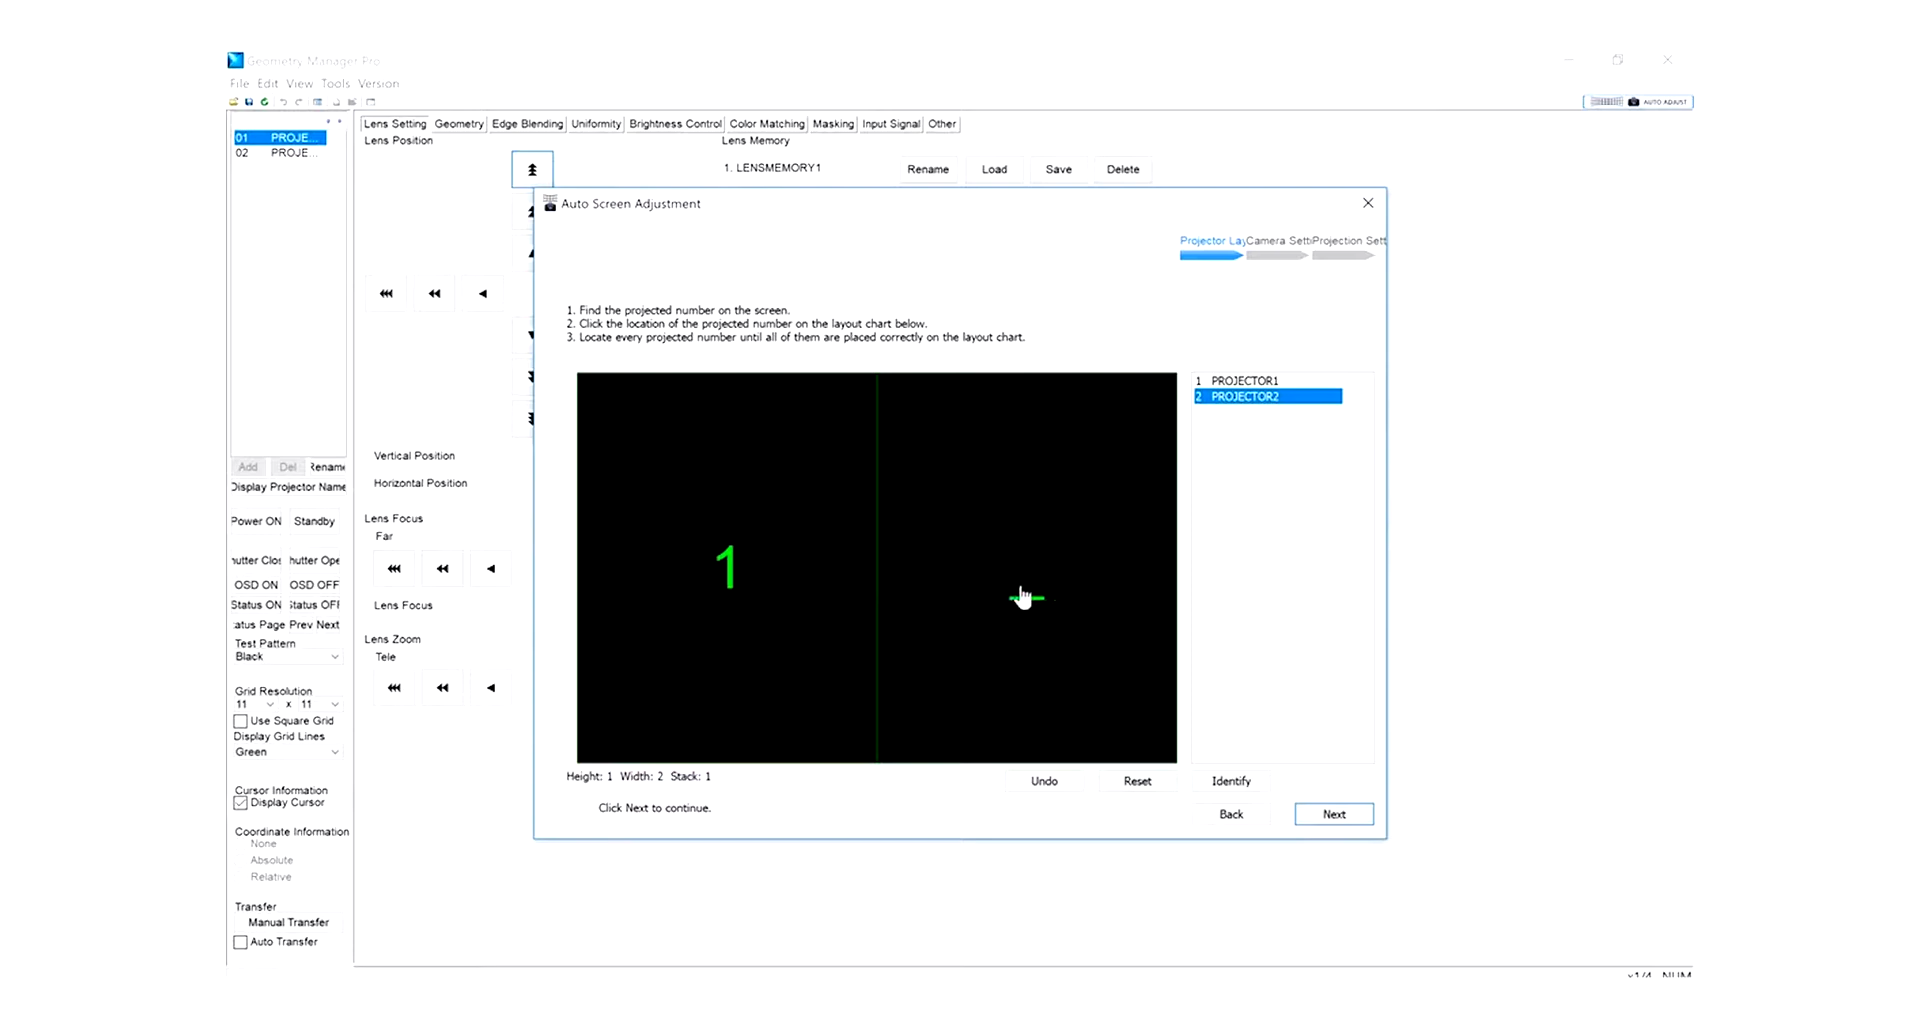 Geometry Manager Pro
File Edit View Tools Version
AUTO ADJUST
01 PROJE...
02 PROJE...
Lens Setting Geometry Edge Blending Uniformity Brightness Control Color Matching Masking Input Signal Other
Lens Position
Lens Memory
1. LENSMEMORY1
Rename Load Save Delete
Auto Screen Adjustment
Projector Lay Camera Setti Projection Sett
1. Find the projected number on the screen.
2. Click the location of the projected number on the layout chart below.
3. Locate every projected number until all of them are placed correctly on the layout chart.
1 PROJECTOR1
2 PROJECTOR2
1
Height: 1 Width: 2 Stack: 1
Undo Reset Identify
Click Next to continue.
Back Next
Vertical Position
Horizontal Position
Lens Focus
Far
Lens Focus
Lens Zoom
Tele
Add Del Rename
Display Projector Name
Power ON Standby
utter Clos hutter Ope
OSD ON OSD OFF
Status ON Status OFF
atus Page Prev Next
Test Pattern
Black
Grid Resolution
11 x 11
Use Square Grid
Display Grid Lines
Green
Cursor Information
Display Cursor
Coordinate Information
None
Absolute
Relative
Transfer
Manual Transfer
Auto Transfer
x1/4 NUM